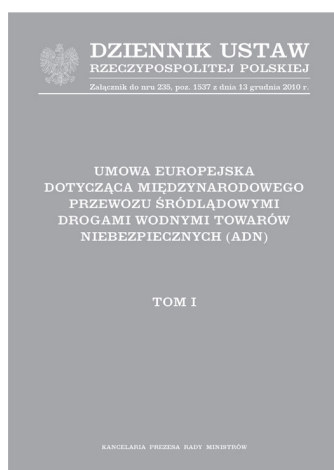 DZIENNIK USTAW
RZECZYPOSPOLITEJ POLSKIEJ
Załącznik do nru 235, poz. 1537 z dnia 13 grudnia 2010 r.
UMOWA EUROPEJSKA
DOTYCZĄCA MIĘDZYNARODOWEGO
PRZEWOZU ŚRÓDLĄDOWYMI
DROGAMI WODNYMI TOWARÓW
NIEBEZPIECZNYCH (ADN)
TOM I
KANCELARIA PREZESA RADY MINISTRÓW